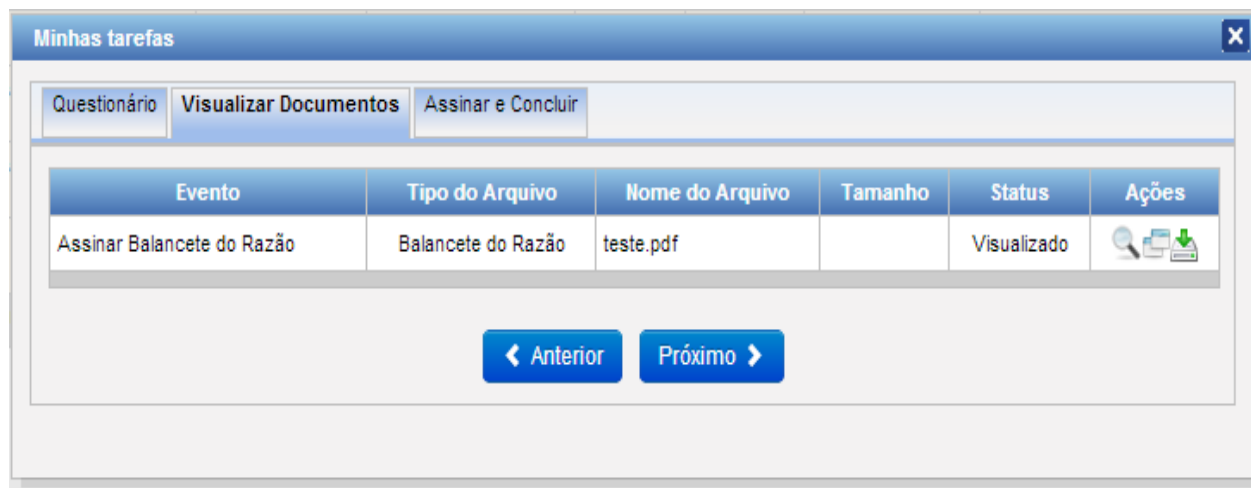 Minhas tarefas
Questionário Visualizar Documentos Assinar e Concluir
Evento Tipo do Arquivo Nome do Arquivo Tamanho Status Ações
Assinar Balancete do Razão Balancete do Razão teste.pdf Visualizado
Anterior Próximo